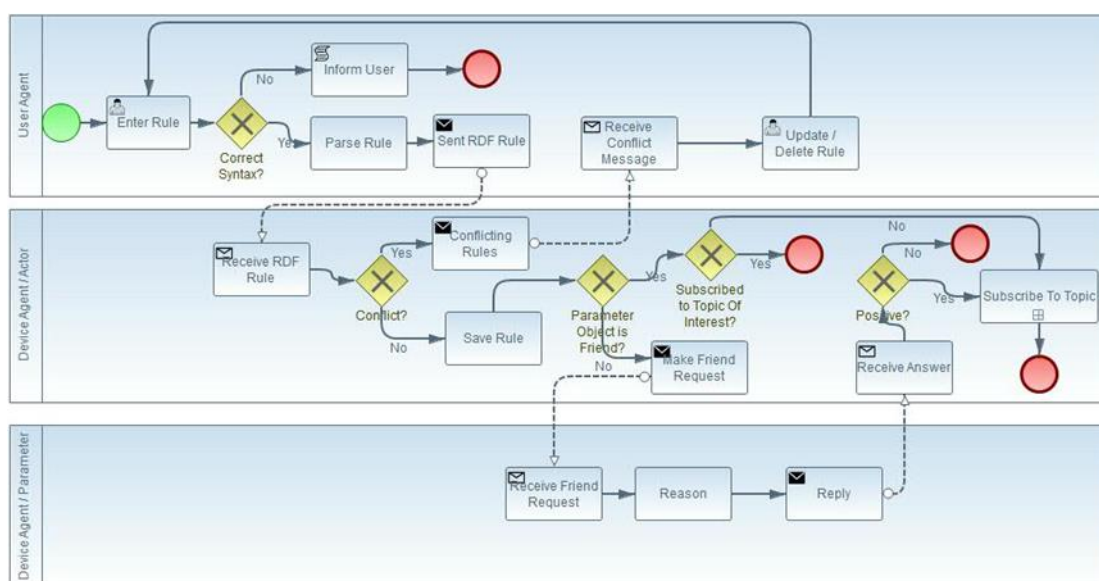 User Agent
Enter Rule
Correct
Syntax?
No
Yes
Inform User
Parse Rule
Sent RDF Rule
Receive
Conflict
Message
Update /
Delete Rule
Device Agent / Actor
Receive RDF
Rule
Conflict?
Yes
No
Conflicting
Rules
Save Rule
Parameter
Object is
Friend?
Yes
No
Subscribed
to Topic Of
Interest?
Yes
No
Make Friend
Request
Positive?
No
Yes
Receive Answer
Subscribe To Topic
Device Agent / Parameter
Receive Friend
Request
Reason
Reply